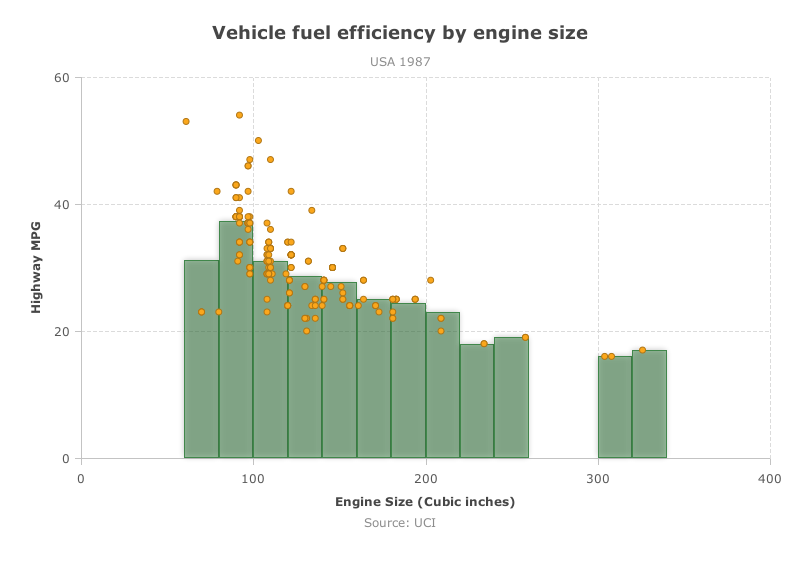 Vehicle fuel efficiency by engine size
USA 1987
60
40
20
0
Highway MPG
0 100 200 300 400
Engine Size (Cubic inches)
Source: UCI